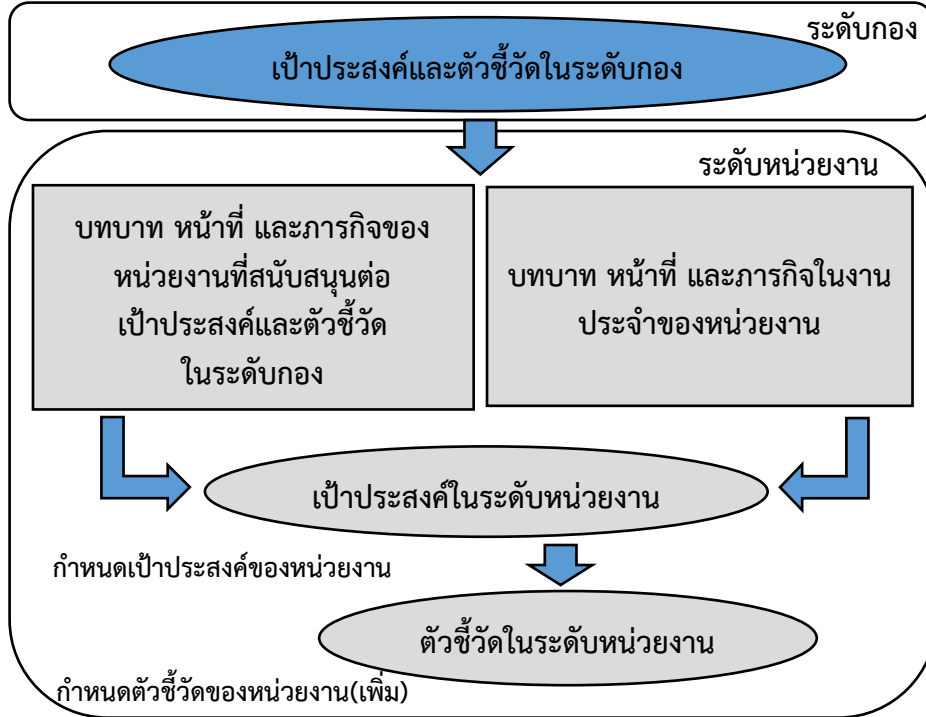 ระดับกอง
เป้าประสงค์และตัวชี้วัดในระดับกอง
ระดับหน่วยงาน
บทบาท หน้าที่ และภารกิจของ
หน่วยงานที่สนับสนุนต่อ
เป้าประสงค์และตัวชี้วัด
ในระดับกอง
บทบาท หน้าที่ และภารกิจในงาน
ประจำของหน่วยงาน
เป้าประสงค์ในระดับหน่วยงาน
กำหนดเป้าประสงค์ของหน่วยงาน
ตัวชี้วัดในระดับหน่วยงาน
กำหนดตัวชี้วัดของหน่วยงาน(เพิ่ม)